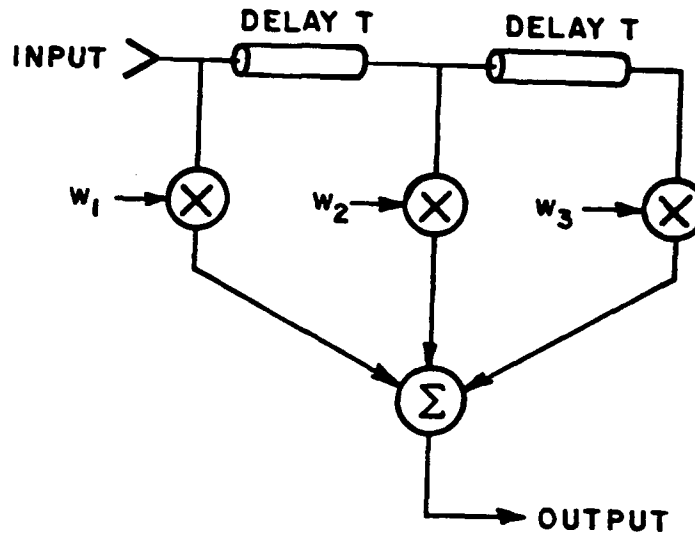 DELAY T
DELAY T
INPUT
W1
W2
W3
Σ
OUTPUT